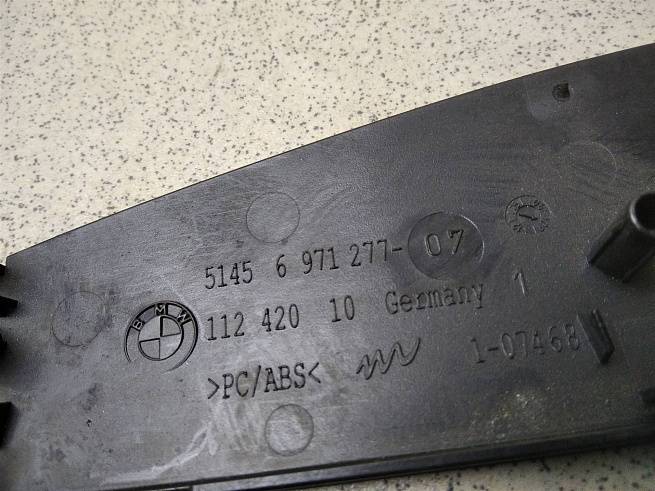 5145 6 971 277-07
BMW
112 420 10 Germany 1
>PC/ABS<
1-07468